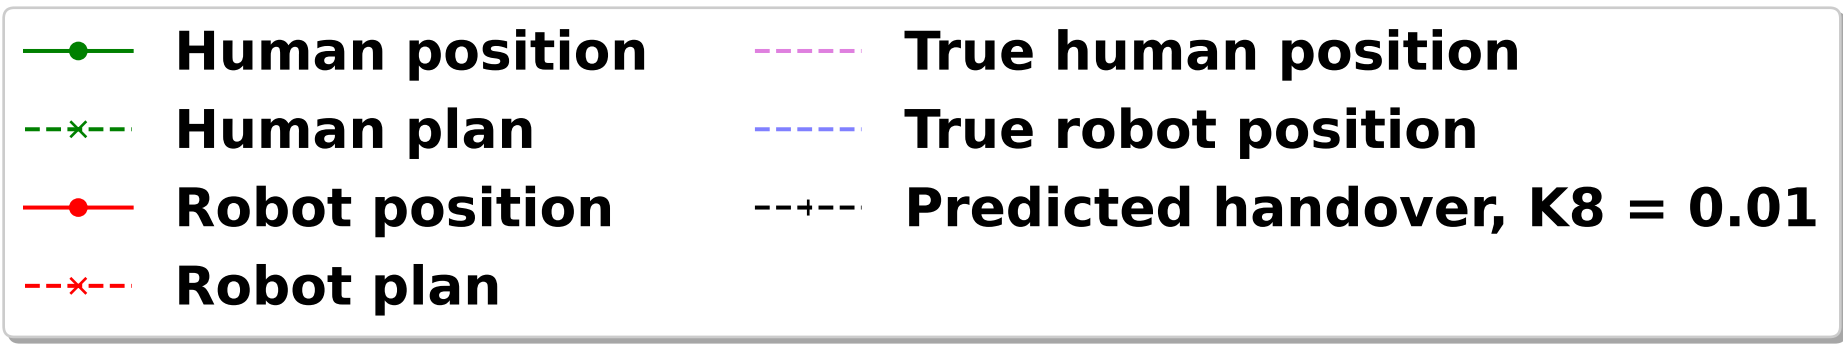 Human position
Human plan
Robot position
Robot plan
True human position
True robot position
Predicted handover, K8 = 0.01